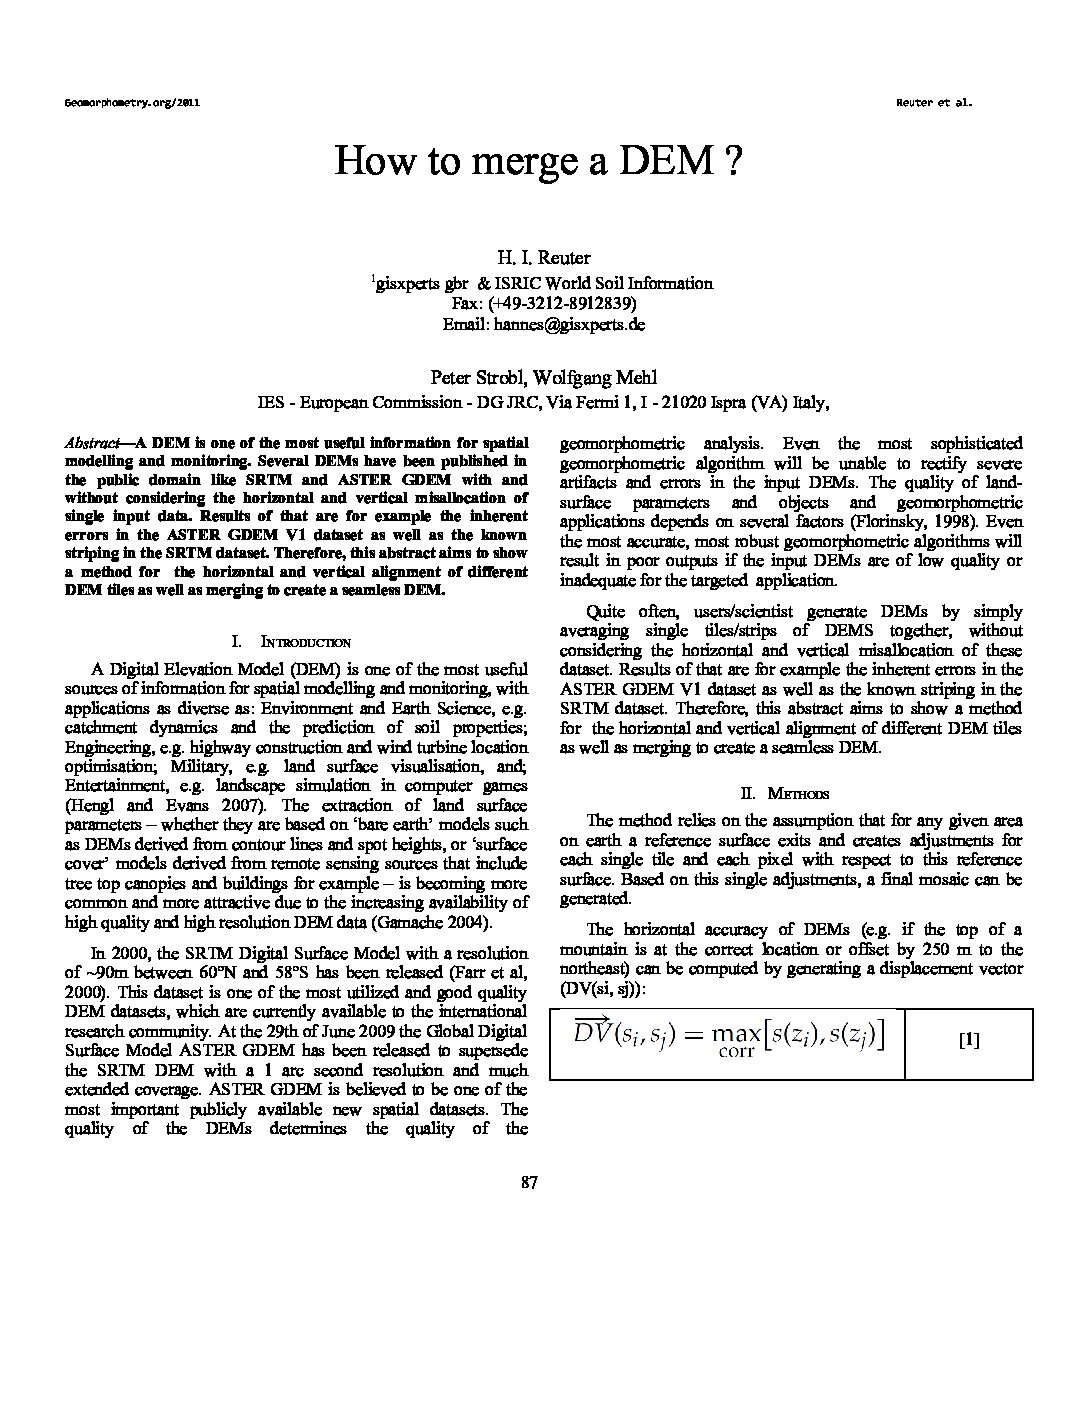 Geomorphometry.org/2011
Reuter et al.
How to merge a DEM ?
H. I. Reuter
1gisxperts gbr & ISRIC World Soil Information
Fax: (+49-3212-8912839)
Email: hannes@gisxperts.de
Peter Strobl, Wolfgang Mehl
IES - European Commission - DG JRC, Via Fermi 1, I - 21020 Ispra (VA) Italy,
Abstract—A DEM is one of the most useful information for spatial
modelling and monitoring. Several DEMs have been published in
the public domain like SRTM and ASTER GDEM with and
without considering the horizontal and vertical misallocation of
single input data. Results of that are for example the inherent
errors in the ASTER GDEM V1 dataset as well as the known
striping in the SRTM dataset. Therefore, this abstract aims to show
a method for the horizontal and vertical alignment of different
DEM tiles as well as merging to create a seamless DEM.
I. INTRODUCTION
A Digital Elevation Model (DEM) is one of the most useful
sources of information for spatial modelling and monitoring, with
applications as diverse as: Environment and Earth Science, e.g.
catchment dynamics and the prediction of soil properties;
Engineering, e.g. highway construction and wind turbine location
optimisation; Military, e.g. land surface visualisation, and;
Entertainment, e.g. landscape simulation in computer games
(Hengl and Evans 2007). The extraction of land surface
parameters – whether they are based on ‘bare earth’ models such
as DEMs derived from contour lines and spot heights, or ‘surface
cover’ models derived from remote sensing sources that include
tree top canopies and buildings for example – is becoming more
common and more attractive due to the increasing availability of
high quality and high resolution DEM data (Gamache 2004).
In 2000, the SRTM Digital Surface Model with a resolution
of ~90m between 60°N and 58°S has been released (Farr et al,
2000). This dataset is one of the most utilized and good quality
DEM datasets, which are currently available to the international
research community. At the 29th of June 2009 the Global Digital
Surface Model ASTER GDEM has been released to supersede
the SRTM DEM with a 1 arc second resolution and much
extended coverage. ASTER GDEM is believed to be one of the
most important publicly available new spatial datasets. The
quality of the DEMs determines the quality of the
geomorphometric analysis. Even the most sophisticated
geomorphometric algorithm will be unable to rectify severe
artifacts and errors in the input DEMs. The quality of land-
surface parameters and objects and geomorphometric
applications depends on several factors (Florinsky, 1998). Even
the most accurate, most robust geomorphometric algorithms will
result in poor outputs if the input DEMs are of low quality or
inadequate for the targeted application.
Quite often, users/scientist generate DEMs by simply
averaging single tiles/strips of DEMS together, without
considering the horizontal and vertical misallocation of these
dataset. Results of that are for example the inherent errors in the
ASTER GDEM V1 dataset as well as the known striping in the
SRTM dataset. Therefore, this abstract aims to show a method
for the horizontal and vertical alignment of different DEM tiles
as well as merging to create a seamless DEM.
II. METHODS
The method relies on the assumption that for any given area
on earth a reference surface exits and creates adjustments for
each single tile and each pixel with respect to this reference
surface. Based on this single adjustments, a final mosaic can be
generated.
The horizontal accuracy of DEMs (e.g. if the top of a
mountain is at the correct location or offset by 250 m to the
northeast) can be computed by generating a displacement vector
(DV(si, sj)):
DV(si, sj) = max corr [s(zi), s(zj)] [1]
87